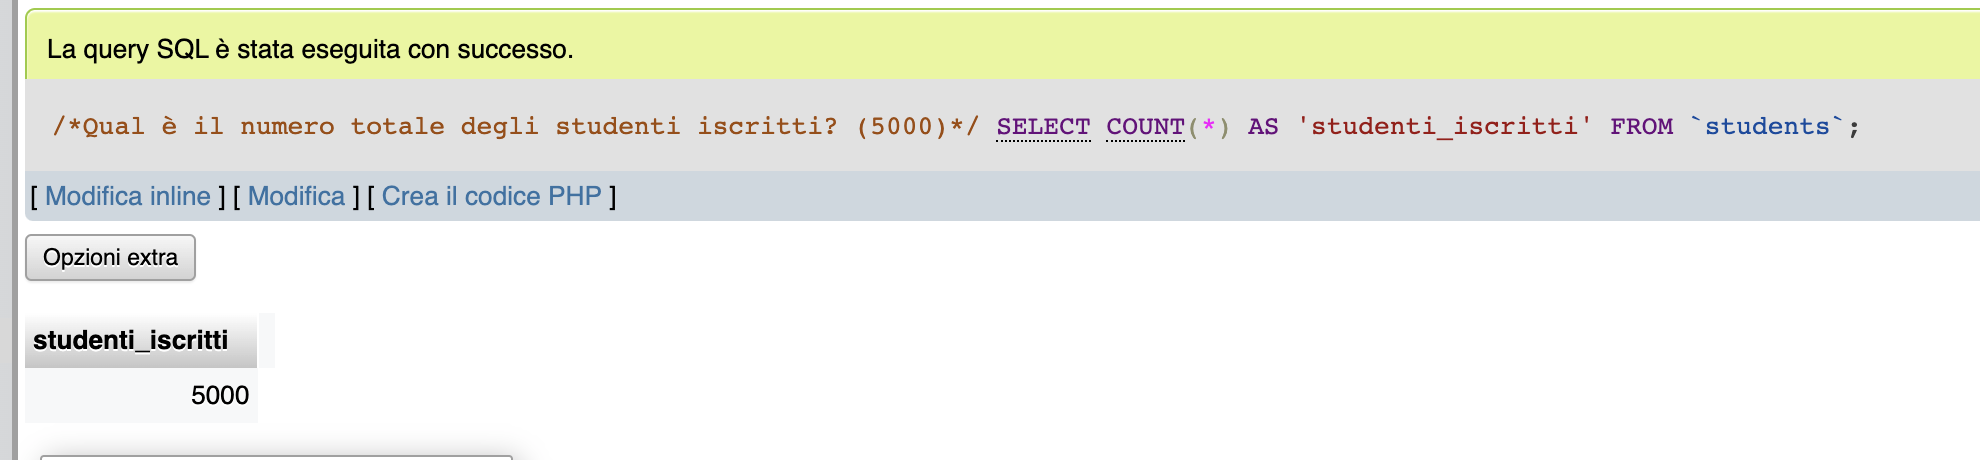 La query SQL è stata eseguita con successo.
/*Qual è il numero totale degli studenti iscritti? (5000)*/ SELECT COUNT(*) AS 'studenti_iscritti' FROM `students`;
[ Modifica inline ] [ Modifica ] [ Crea il codice PHP ]
Opzioni extra
studenti_iscritti
5000